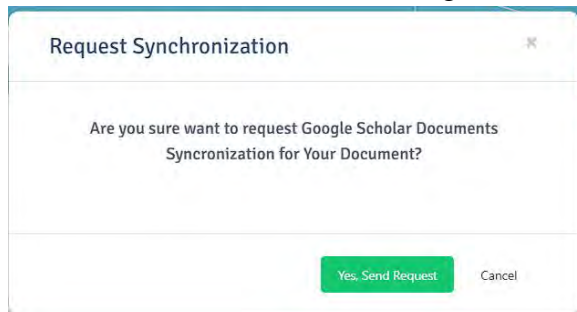 Request Synchronization
Are you sure want to request Google Scholar Documents
Syncronization for Your Document?
Yes, Send Request Cancel